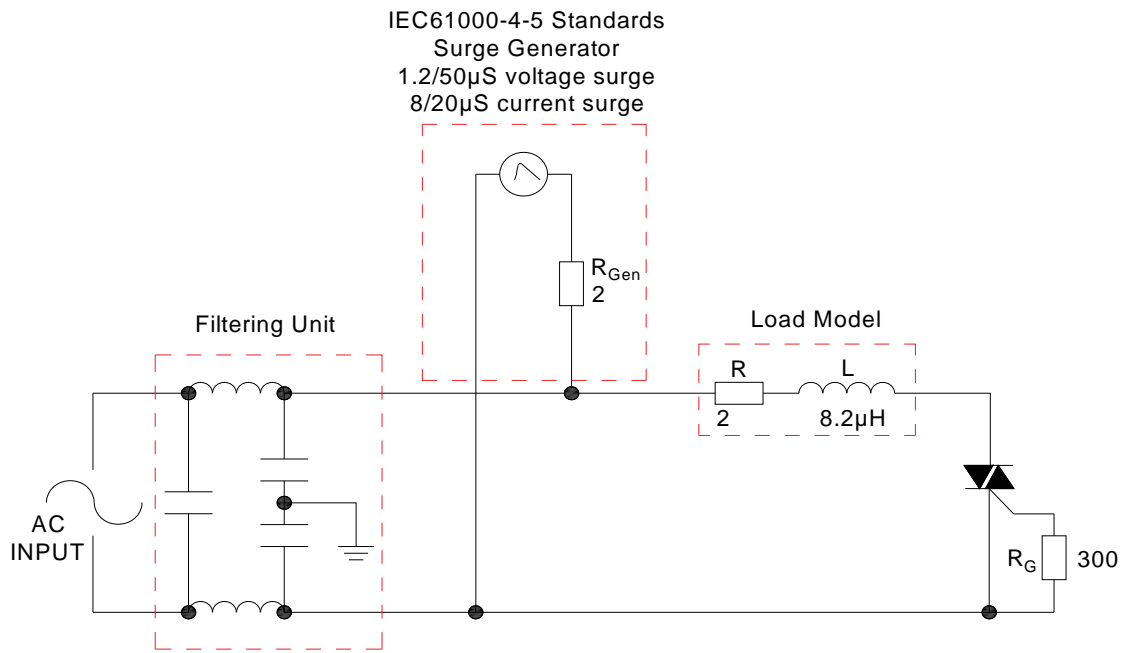 IEC61000-4-5 Standards
Surge Generator
1.2/50µS voltage surge
8/20µS current surge
RGen
2
Filtering Unit
Load Model
R
L
2
8.2µH
AC
INPUT
RG
300